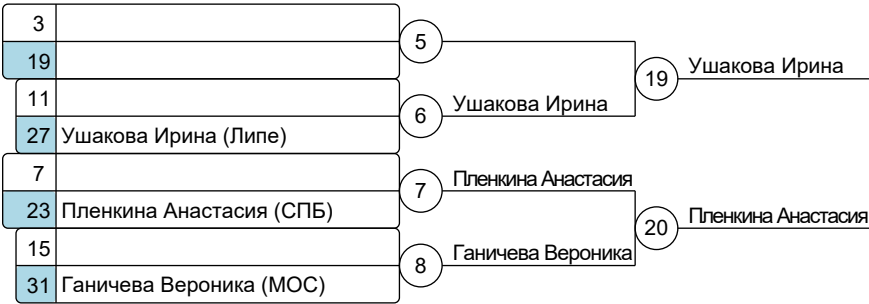 3
19
5
11
27 Ушакова Ирина (Липе)
6
Ушакова Ирина
19
Ушакова Ирина
7
23 Пленкина Анастасия (СПБ)
7
Пленкина Анастасия
15
31 Ганичева Вероника (МОС)
8
Ганичева Вероника
20
Пленкина Анастасия